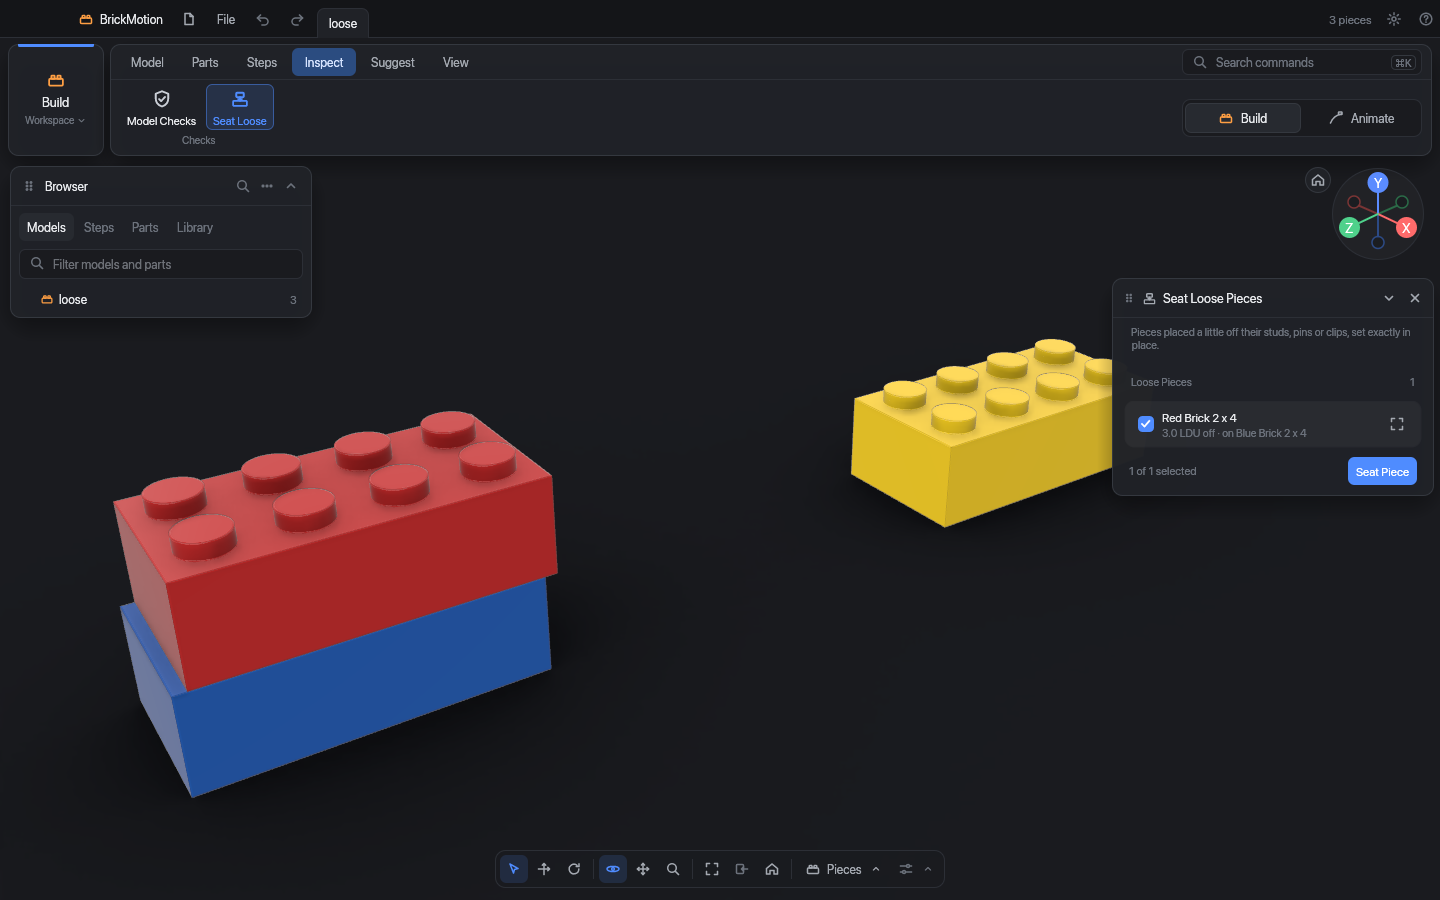 BrickMotion
File
loose
3 pieces
Build
Workspace
Model
Parts
Steps
Inspect
Suggest
View
Search commands
⌘K
Model Checks
Seat Loose
Checks
Build
Animate
Browser
Models
Steps
Parts
Library
Filter models and parts
loose
3
Y
Z
X
Seat Loose Pieces
Pieces placed a little off their studs, pins or clips, set exactly in
place.
Loose Pieces
1
Red Brick 2 x 4
3.0 LDU off · on Blue Brick 2 x 4
1 of 1 selected
Seat Piece
Pieces